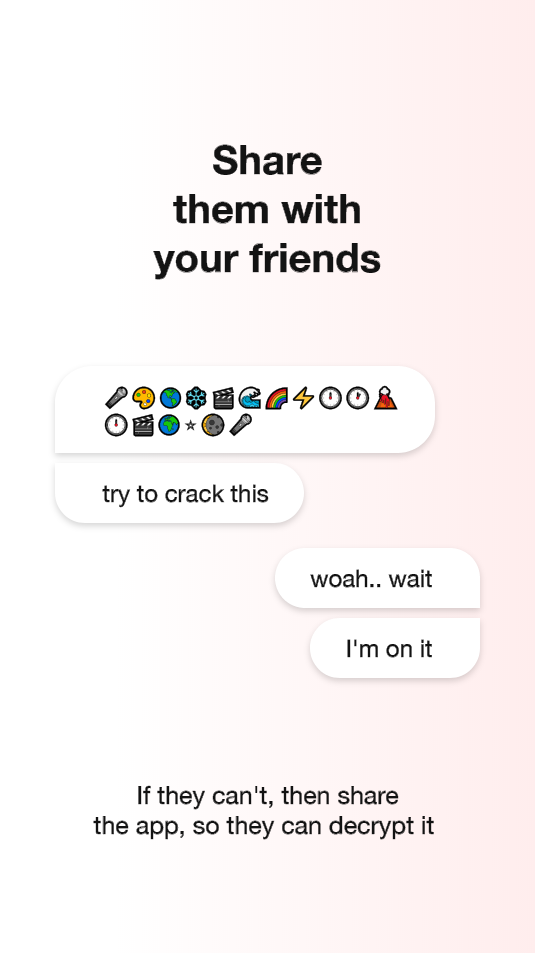 Share
them with
your friends
🎤🎨🌎❄️🎬🌊🌈⚡🕛🕐🌋
🕛🎬🌍⭐🌖🎤
try to crack this
woah.. wait
I'm on it
If they can't, then share
the app, so they can decrypt it